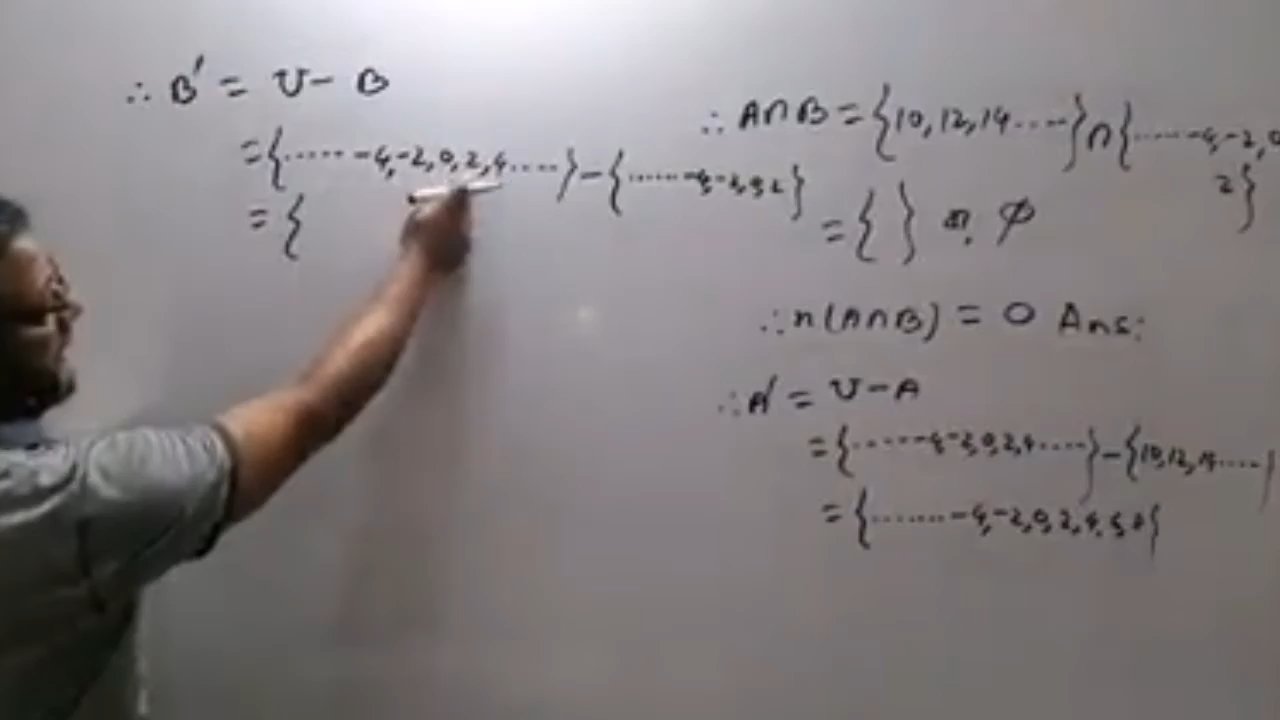 ∴ B' = U - B
= {...... -4, -2, 0, 2, 4.....} - {...... -4, -2, 0, 2}
= {
∴ A∩B = {10, 12, 14.....} ∩ {...... -4, -2, 0
2}
= { } বা, ∅
∴ n(A∩B) = 0 Ans:
∴ A' = U - A
= {...... -4, -2, 0, 2, 4.....} - {10, 12, 14.....}
= {........ -4, -2, 0, 2, 4, 6, 8}